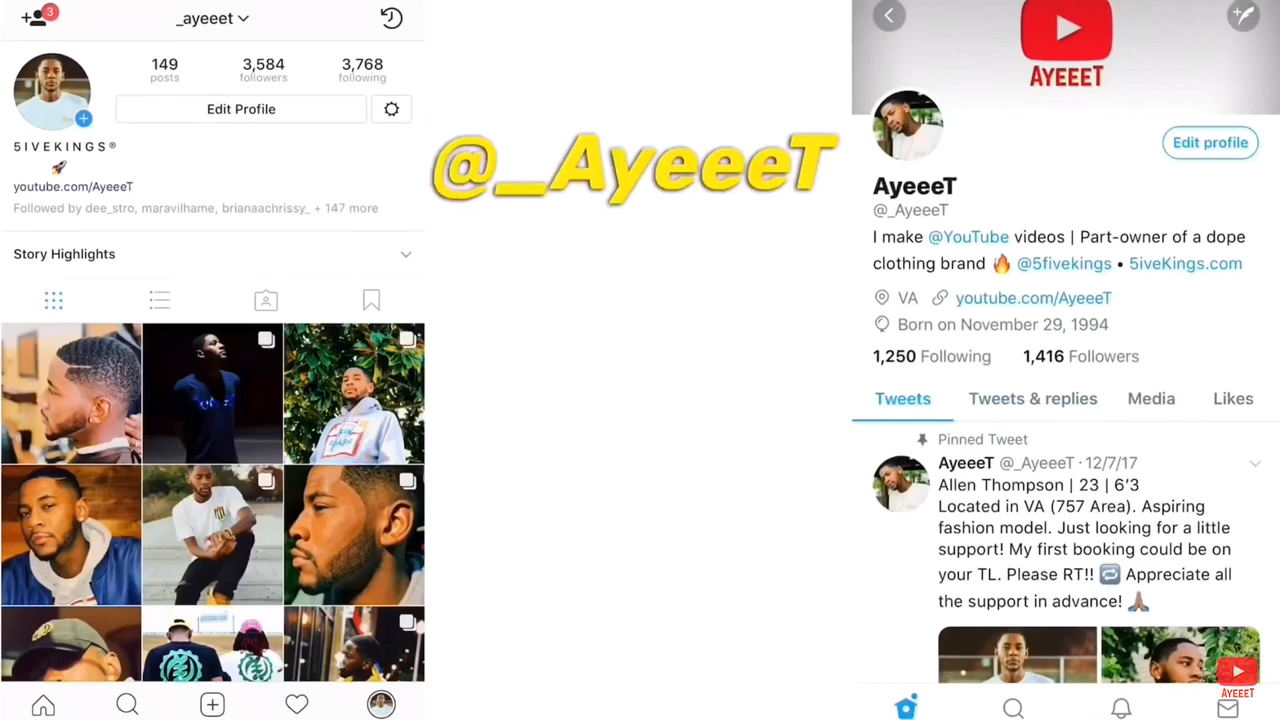 3
_ayeeet
149
3,584
3,768
posts
followers
following
Edit Profile
5IVEKINGS®
youtube.com/AyeeeT
Followed by dee_stro, maravilhame, brianaachrissy_ + 147 more
Story Highlights
@_AyeeeT
AYEEET
Edit profile
AyeeeT
@_AyeeeT
I make @YouTube videos | Part-owner of a dope
clothing brand 🔥 @5fivekings • 5iveKings.com
VA youtube.com/AyeeeT
Born on November 29, 1994
1,250 Following 1,416 Followers
Tweets Tweets & replies Media Likes
Pinned Tweet
AyeeeT @_AyeeeT · 12/7/17
Allen Thompson | 23 | 6’3
Located in VA (757 Area). Aspiring
fashion model. Just looking for a little
support! My first booking could be on
your TL. Please RT!! 🔁 Appreciate all
the support in advance! 🙏🏽
AYEEET